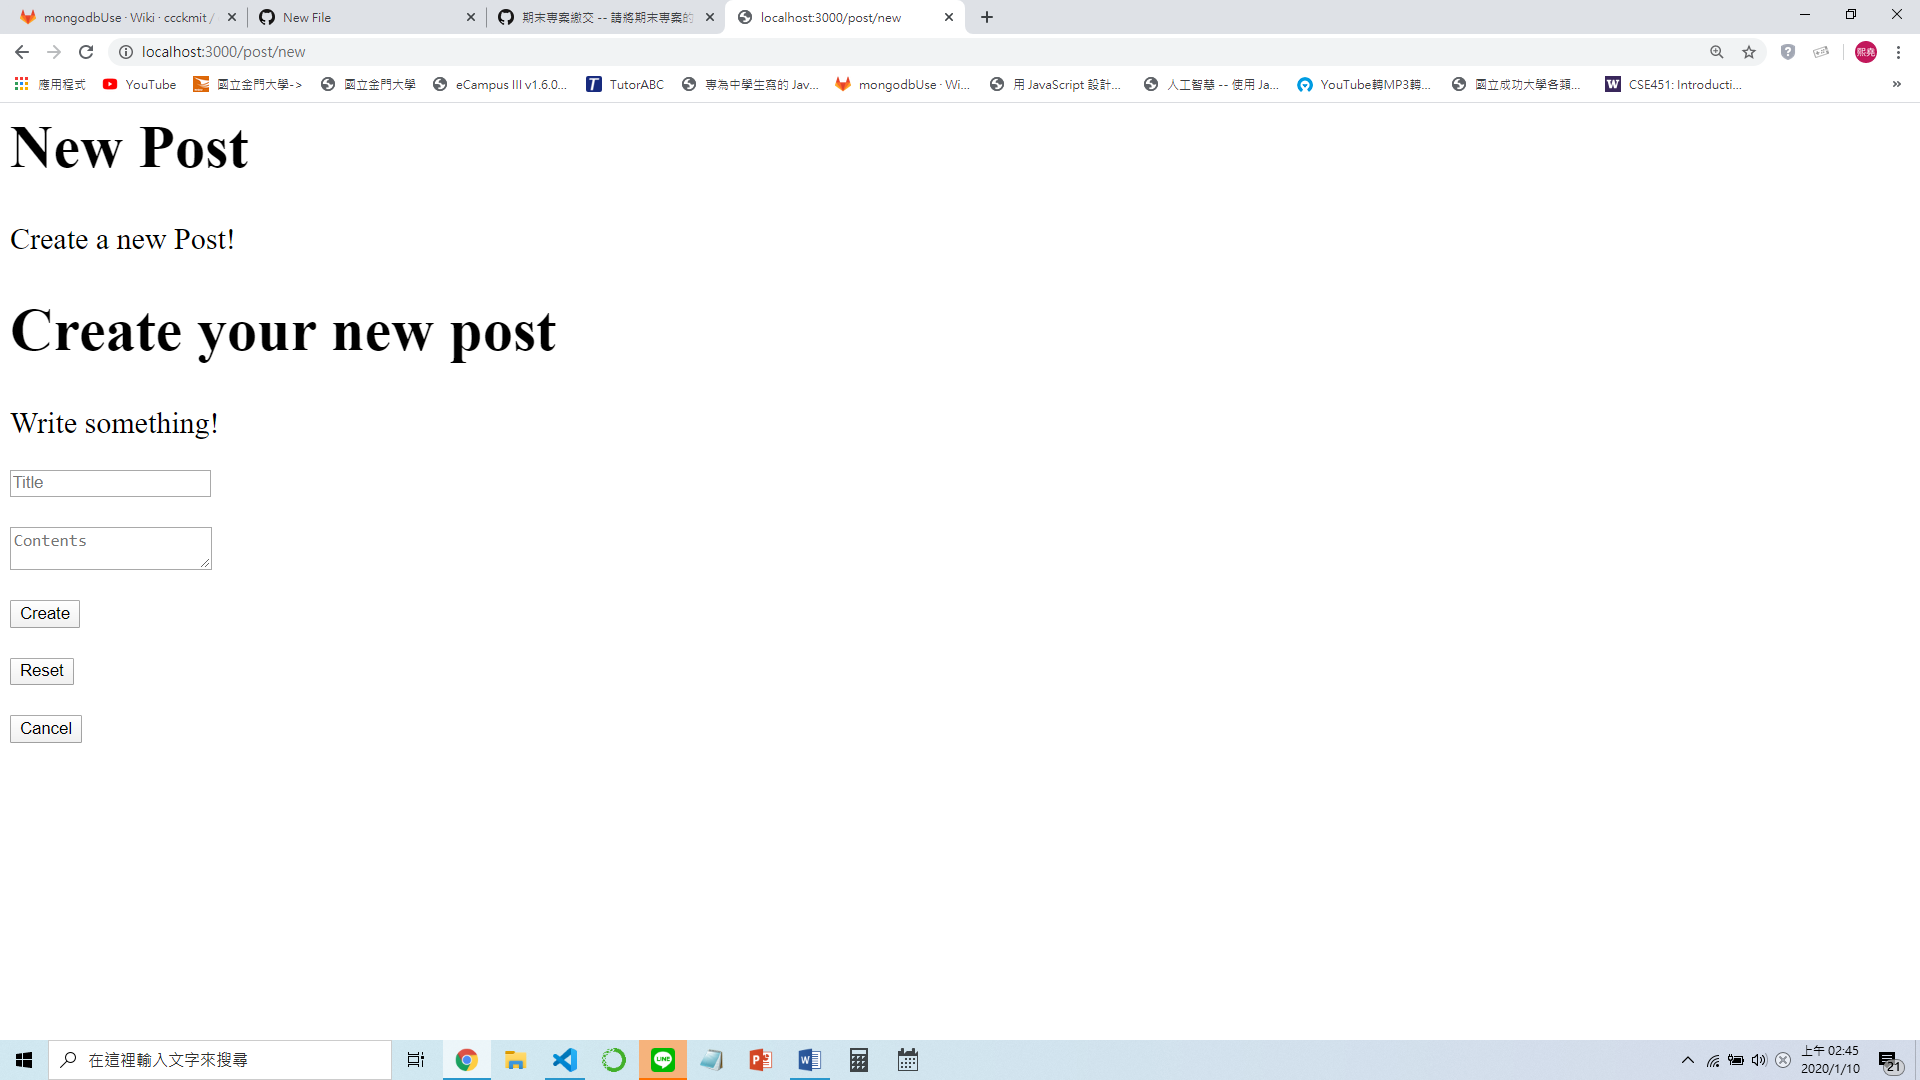 mongodbUse · Wiki · ccckmit /
New File
期末專案繳交 -- 請將期末專案的
localhost:3000/post/new
localhost:3000/post/new
熙堯
應用程式
YouTube
國立金門大學->
國立金門大學
eCampus III v1.6.0...
TutorABC
專為中學生寫的 Jav...
mongodbUse · Wi...
用 JavaScript 設計...
人工智慧 -- 使用 Ja...
YouTube轉MP3轉...
國立成功大學各類...
CSE451: Introducti...
»
New Post
Create a new Post!
Create your new post
Write something!
Title
Contents
Create
Reset
Cancel
在這裡輸入文字來搜尋
LINE
上午 02:45
2020/1/10
21